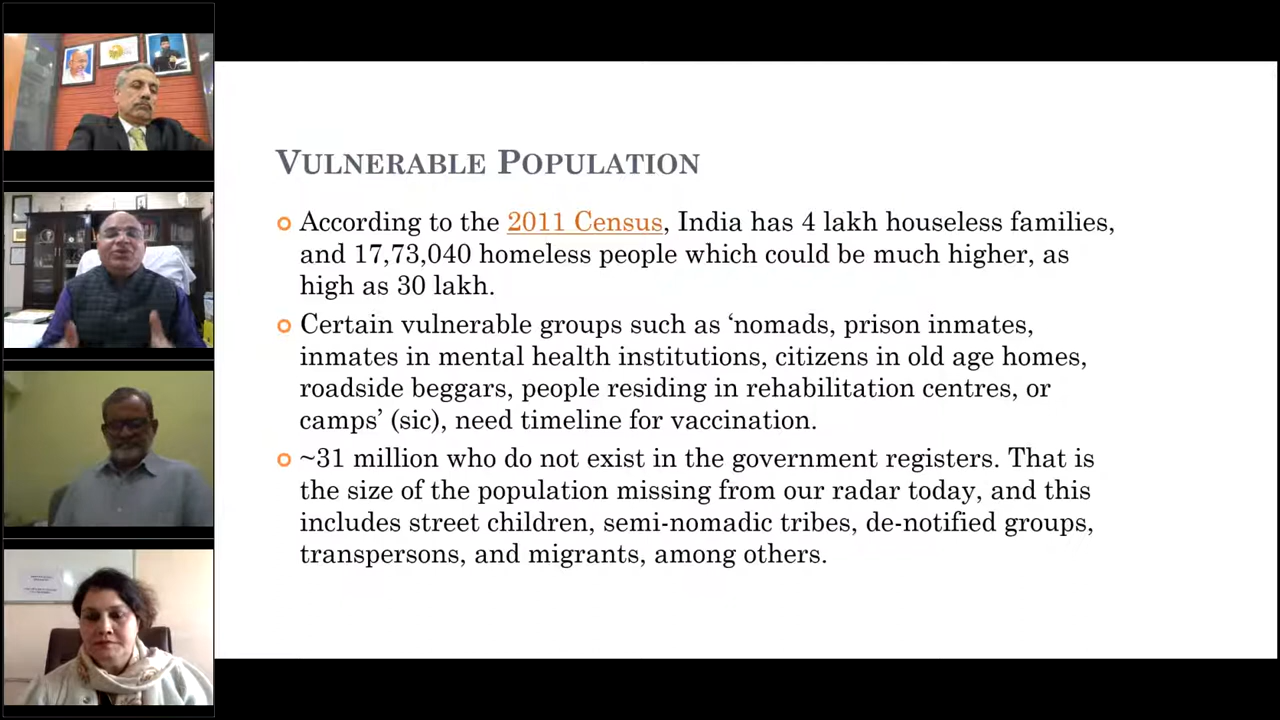 VULNERABLE POPULATION
According to the 2011 Census, India has 4 lakh houseless families,
and 17,73,040 homeless people which could be much higher, as
high as 30 lakh.
Certain vulnerable groups such as ‘nomads, prison inmates,
inmates in mental health institutions, citizens in old age homes,
roadside beggars, people residing in rehabilitation centres, or
camps’ (sic), need timeline for vaccination.
~31 million who do not exist in the government registers. That is
the size of the population missing from our radar today, and this
includes street children, semi-nomadic tribes, de-notified groups,
transpersons, and migrants, among others.